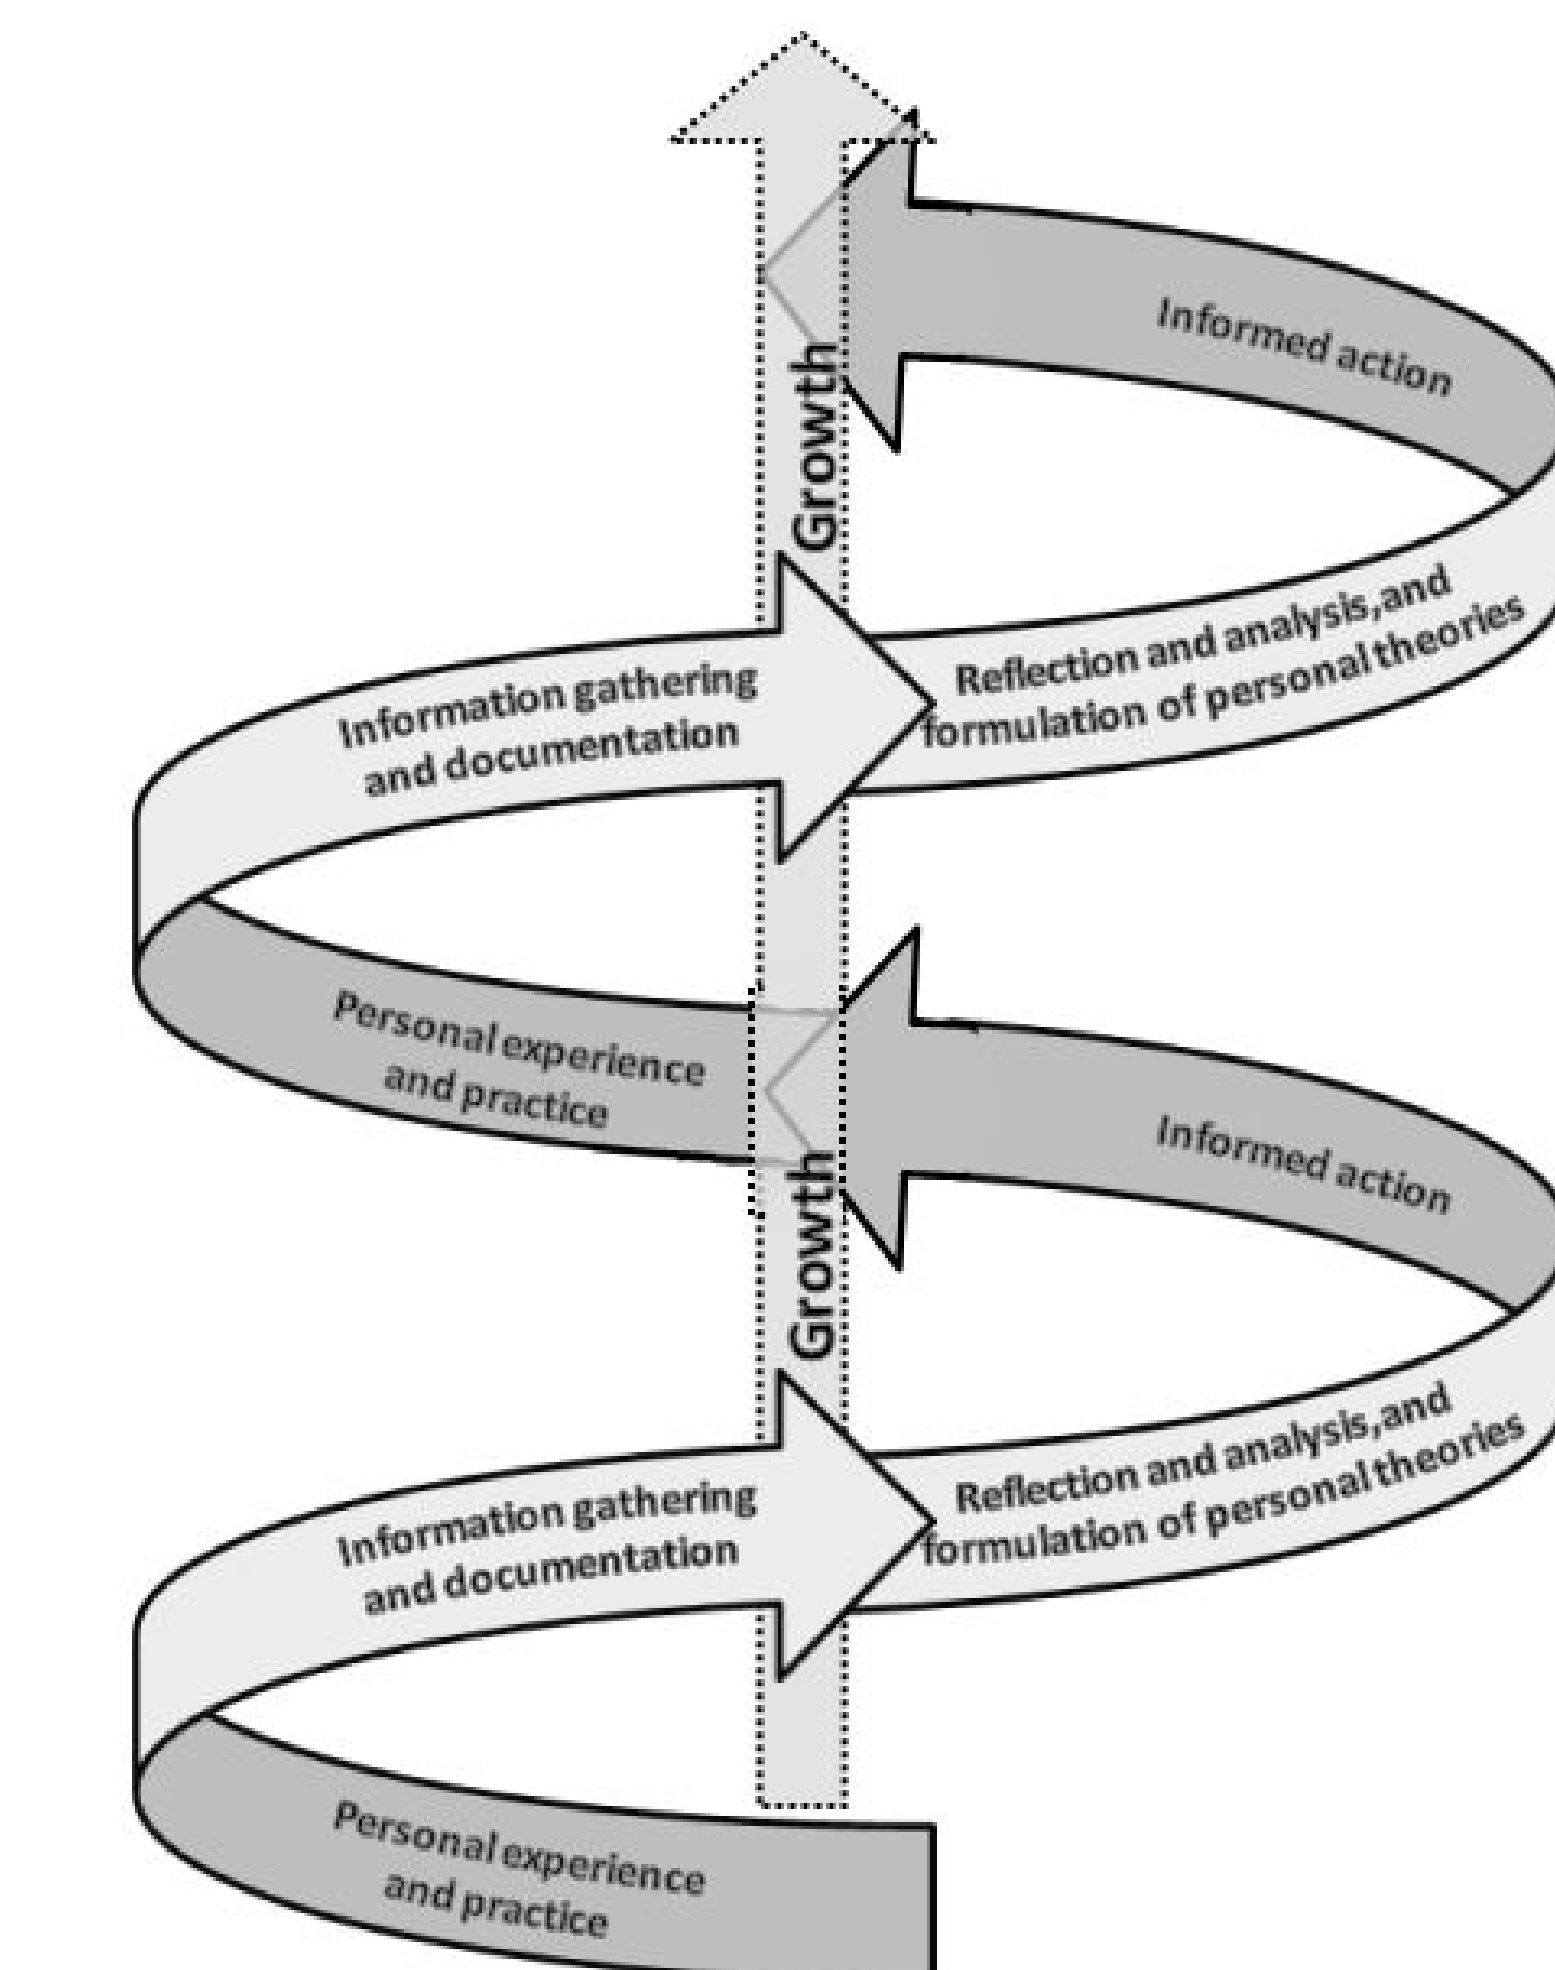 Informed action
Growth
Information gathering
and documentation
Reflection and analysis, and
formulation of personal theories
Personal experience
and practice
Informed action
Growth
Information gathering
and documentation
Reflection and analysis, and
formulation of personal theories
Personal experience
and practice